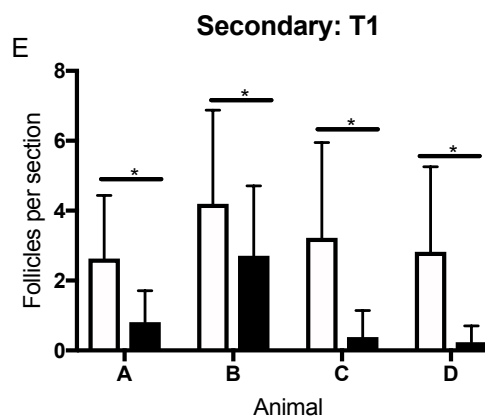 Secondary: T1
E
Follicles per section
8
6
4
2
0
* * * *
A B C D
Animal